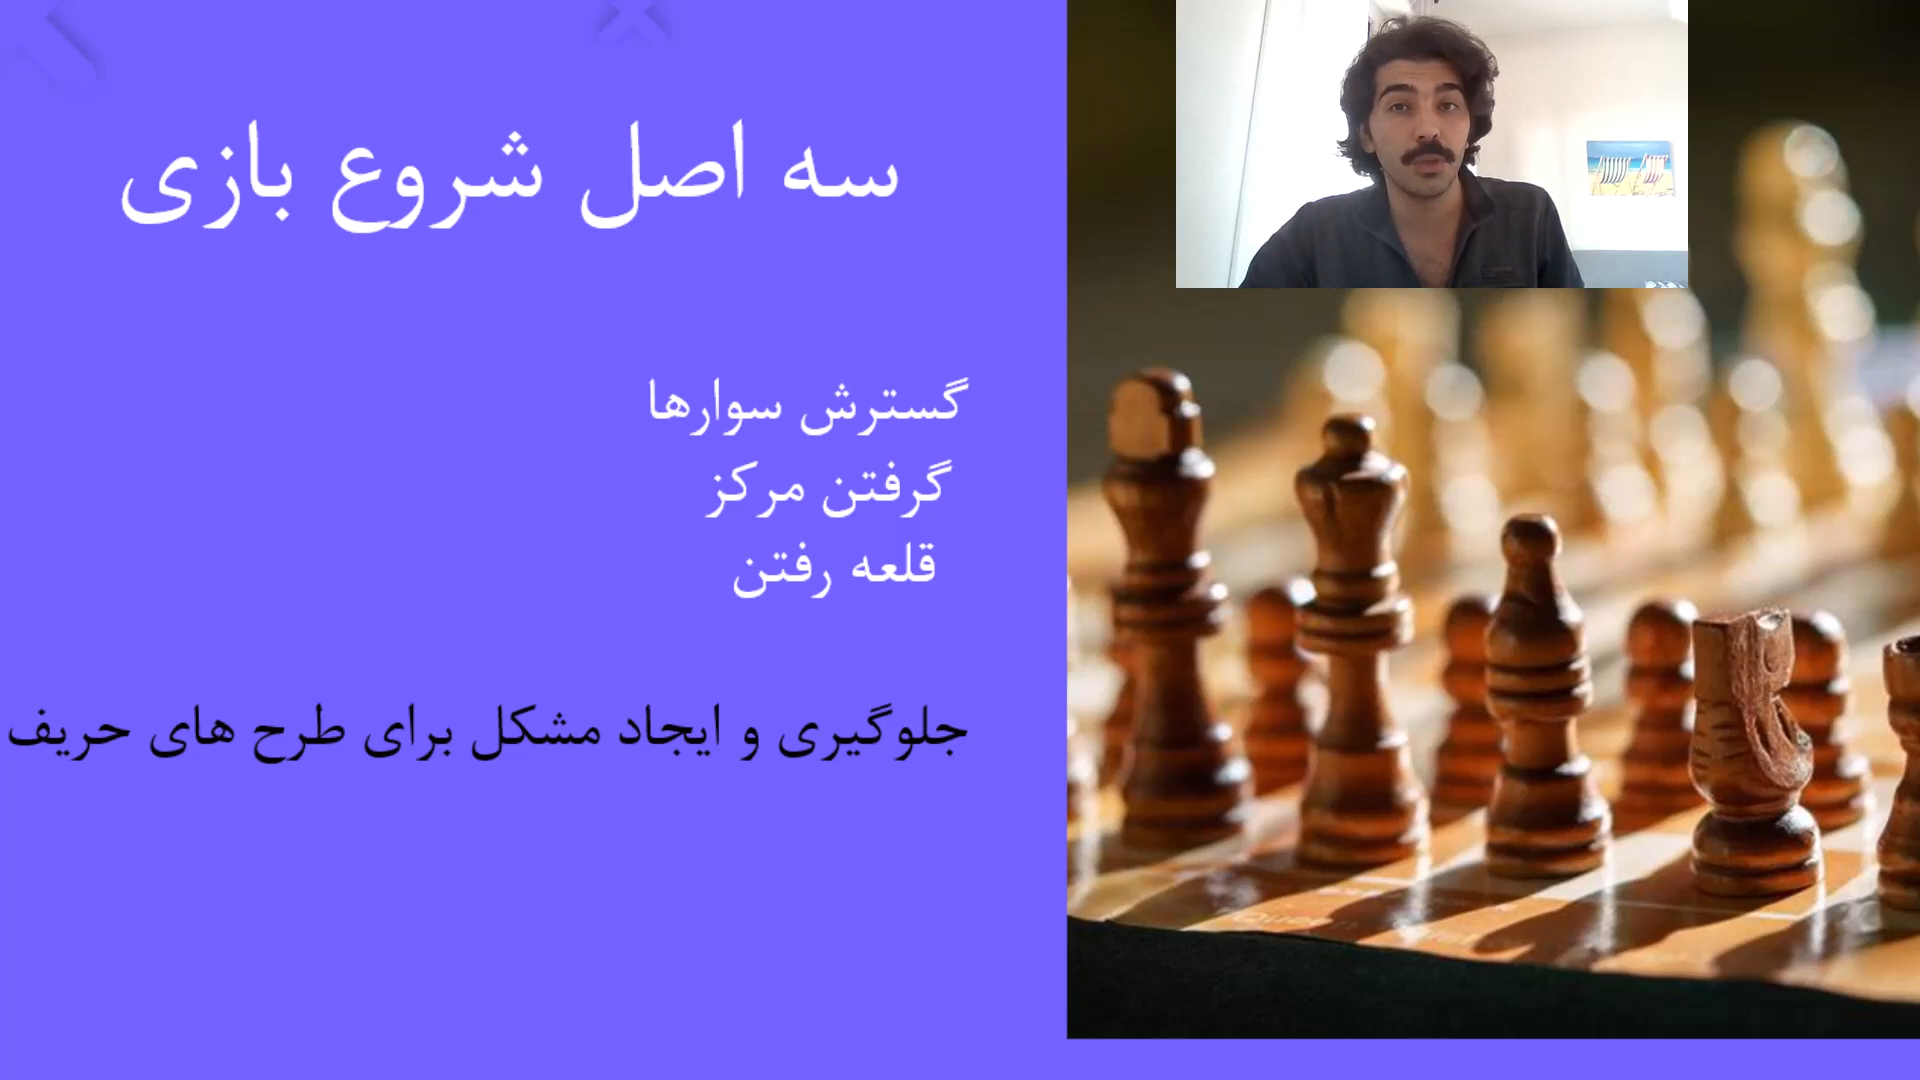 سه اصل شروع بازی
گسترش سوارها
گرفتن مرکز
قلعه رفتن
جلوگیری و ایجاد مشکل برای طرح های حریف